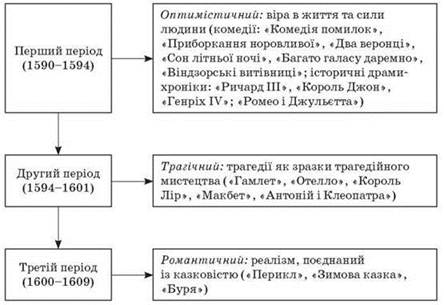 Перший період
(1590–1594)
Оптимістичний: віра в життя та сили
людини (комедії: «Комедія помилок»,
«Приборкання норовливої», «Два веронці»,
«Сон літньої ночі», «Багато галасу даремно»,
«Віндзорські витівниці»; історичні драми-
хроніки: «Ричард III», «Король Джон»,
«Генріх IV»; «Ромео і Джульєтта»)
Другий період
(1594–1601)
Трагічний: трагедії як зразки трагедійного
мистецтва («Гамлет», «Отелло», «Король
Лір», «Макбет», «Антоній і Клеопатра»)
Третій період
(1600–1609)
Романтичний: реалізм, поєднаний
із казковістю («Перикл», «Зимова казка»,
«Буря»)